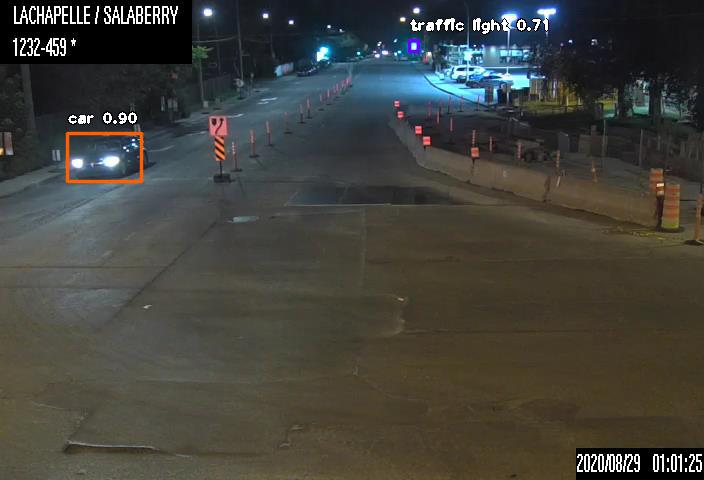 LACHAPELLE / SALABERRY
1232-459 *
traffic light 0.71
car 0.90
2020/08/29 01:01:25